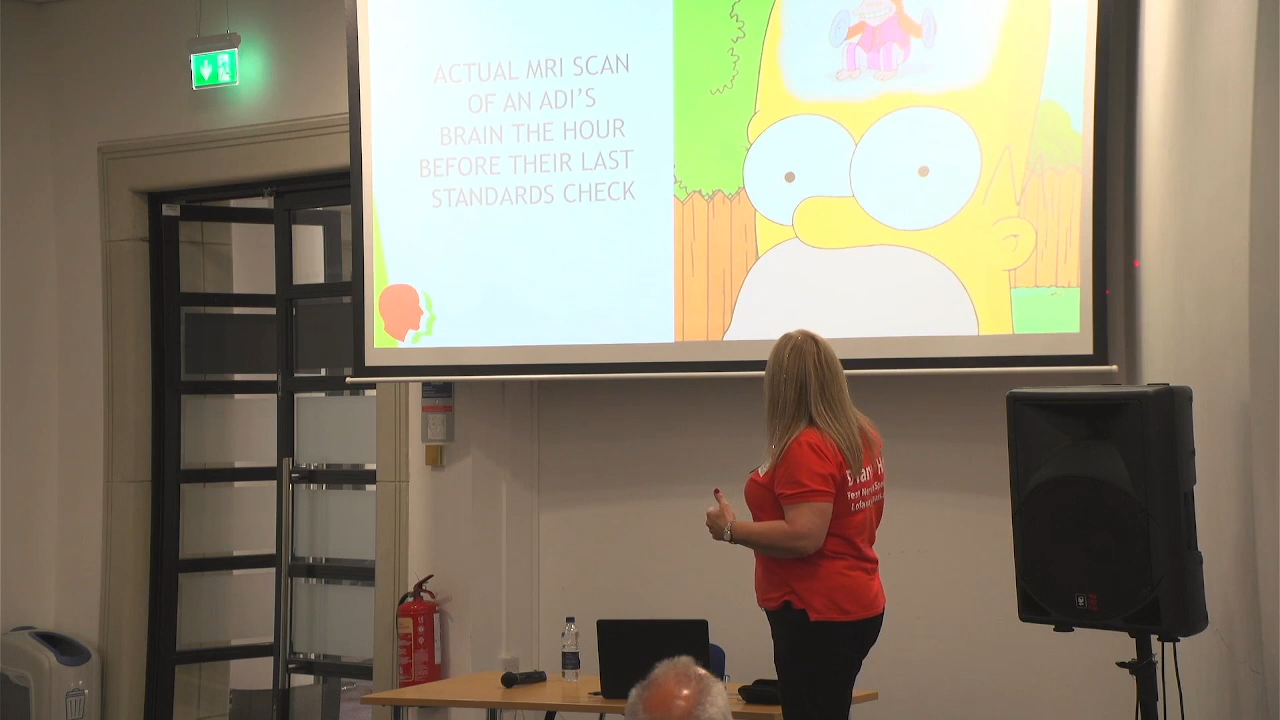 ACTUAL MRI SCAN
OF AN ADI'S
BRAIN THE HOUR
BEFORE THEIR LAST
STANDARDS CHECK